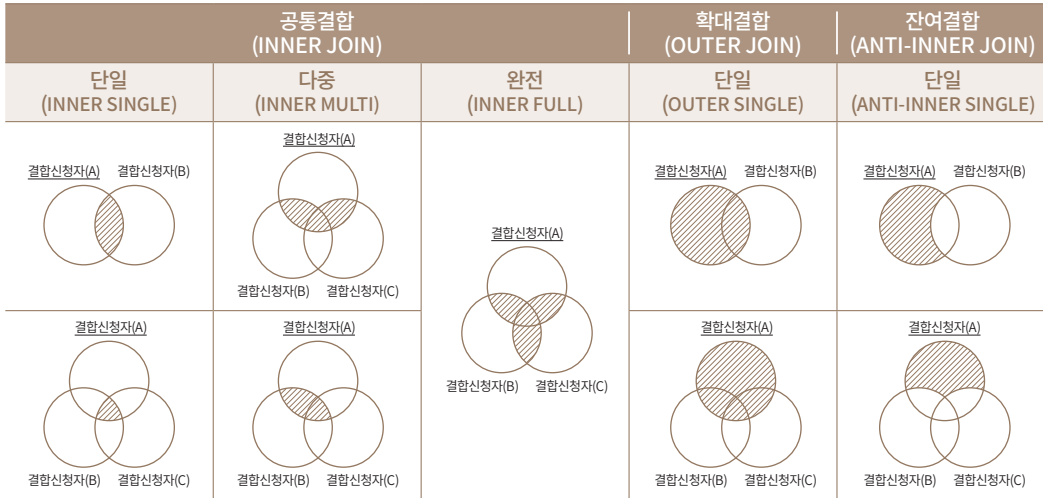 공통결합
(INNER JOIN)
확대결합
(OUTER JOIN)
잔여결합
(ANTI-INNER JOIN)
단일
(INNER SINGLE)
다중
(INNER MULTI)
완전
(INNER FULL)
단일
(OUTER SINGLE)
단일
(ANTI-INNER SINGLE)
결합신청자(A) 결합신청자(B)
결합신청자(A)
결합신청자(B) 결합신청자(C)
결합신청자(A)
결합신청자(B) 결합신청자(C)
결합신청자(A) 결합신청자(B)
결합신청자(A) 결합신청자(B)
결합신청자(A)
결합신청자(B) 결합신청자(C)
결합신청자(A)
결합신청자(B) 결합신청자(C)
결합신청자(A)
결합신청자(B) 결합신청자(C)
결합신청자(A)
결합신청자(B) 결합신청자(C)